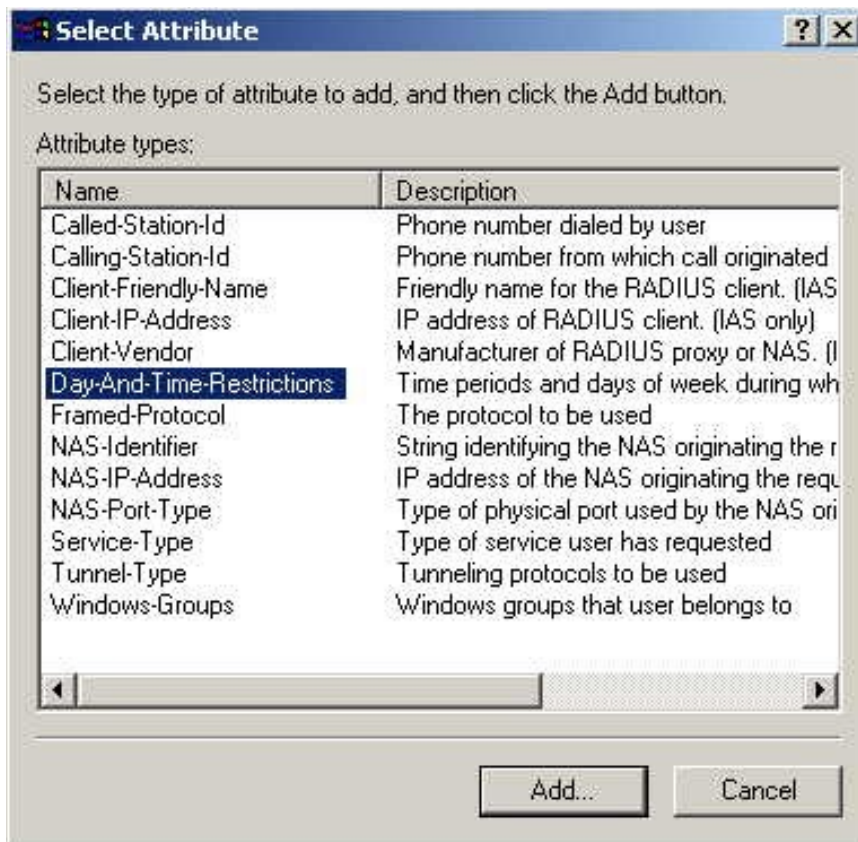 Select Attribute
Select the type of attribute to add, and then click the Add button.
Attribute types:
Name Description
Called-Station-Id Phone number dialed by user
Calling-Station-Id Phone number from which call originated
Client-Friendly-Name Friendly name for the RADIUS client. (IAS
Client-IP-Address IP address of RADIUS client. (IAS only)
Client-Vendor Manufacturer of RADIUS proxy or NAS. (I
Day-And-Time-Restrictions Time periods and days of week during wh
Framed-Protocol The protocol to be used
NAS-Identifier String identifying the NAS originating the r
NAS-IP-Address IP address of the NAS originating the requ
NAS-Port-Type Type of physical port used by the NAS ori
Service-Type Type of service user has requested
Tunnel-Type Tunneling protocols to be used
Windows-Groups Windows groups that user belongs to
Add... Cancel